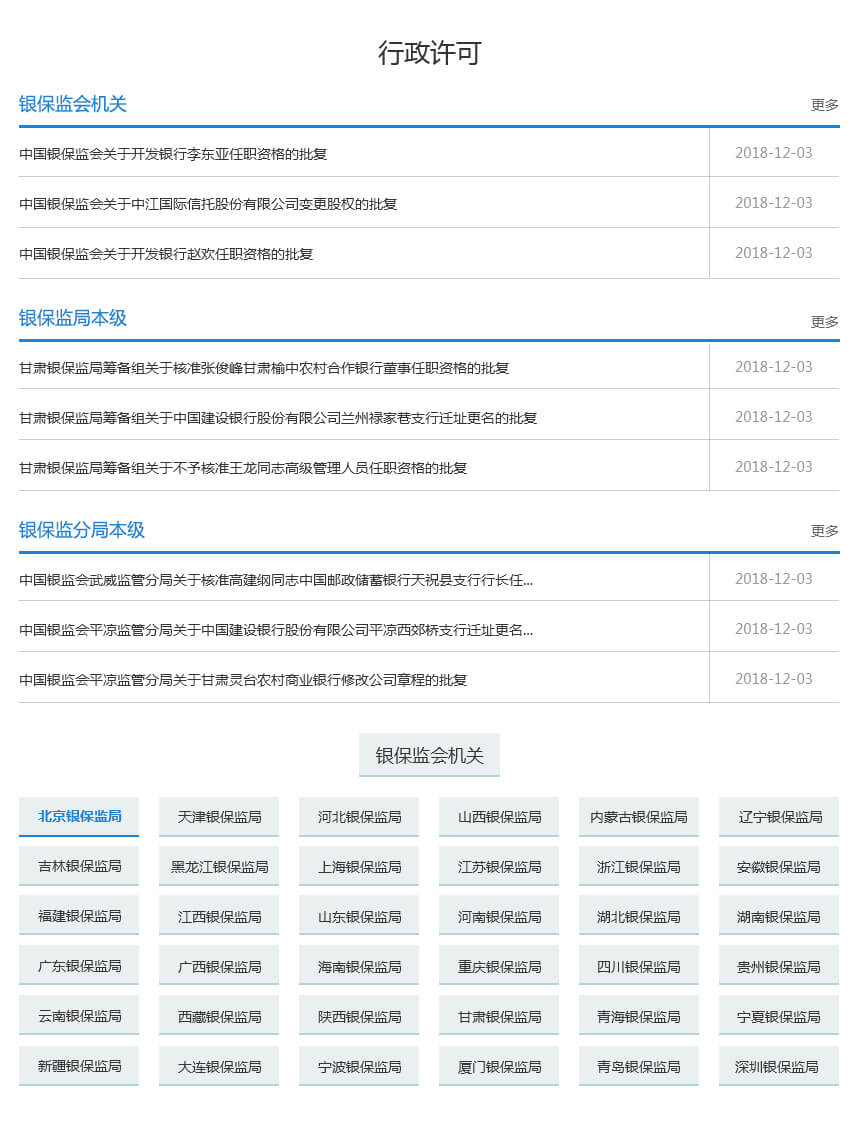 行政许可
银保监会机关 更多
中国银保监会关于开发银行李东亚任职资格的批复 2018-12-03
中国银保监会关于中江国际信托股份有限公司变更股权的批复 2018-12-03
中国银保监会关于开发银行赵欢任职资格的批复 2018-12-03
银保监局本级 更多
甘肃银保监局筹备组关于核准张俊峰甘肃榆中农村合作银行董事任职资格的批复 2018-12-03
甘肃银保监局筹备组关于中国建设银行股份有限公司兰州禄家巷支行迁址更名的批复 2018-12-03
甘肃银保监局筹备组关于不予核准王龙同志高级管理人员任职资格的批复 2018-12-03
银保监分局本级 更多
中国银监会武威监管分局关于核准高建纲同志中国邮政储蓄银行天祝县支行行长任... 2018-12-03
中国银监会平凉监管分局关于中国建设银行股份有限公司平凉西郊桥支行迁址更名... 2018-12-03
中国银监会平凉监管分局关于甘肃灵台农村商业银行修改公司章程的批复 2018-12-03
银保监会机关
北京银保监局 天津银保监局 河北银保监局 山西银保监局 内蒙古银保监局 辽宁银保监局
吉林银保监局 黑龙江银保监局 上海银保监局 江苏银保监局 浙江银保监局 安徽银保监局
福建银保监局 江西银保监局 山东银保监局 河南银保监局 湖北银保监局 湖南银保监局
广东银保监局 广西银保监局 海南银保监局 重庆银保监局 四川银保监局 贵州银保监局
云南银保监局 西藏银保监局 陕西银保监局 甘肃银保监局 青海银保监局 宁夏银保监局
新疆银保监局 大连银保监局 宁波银保监局 厦门银保监局 青岛银保监局 深圳银保监局